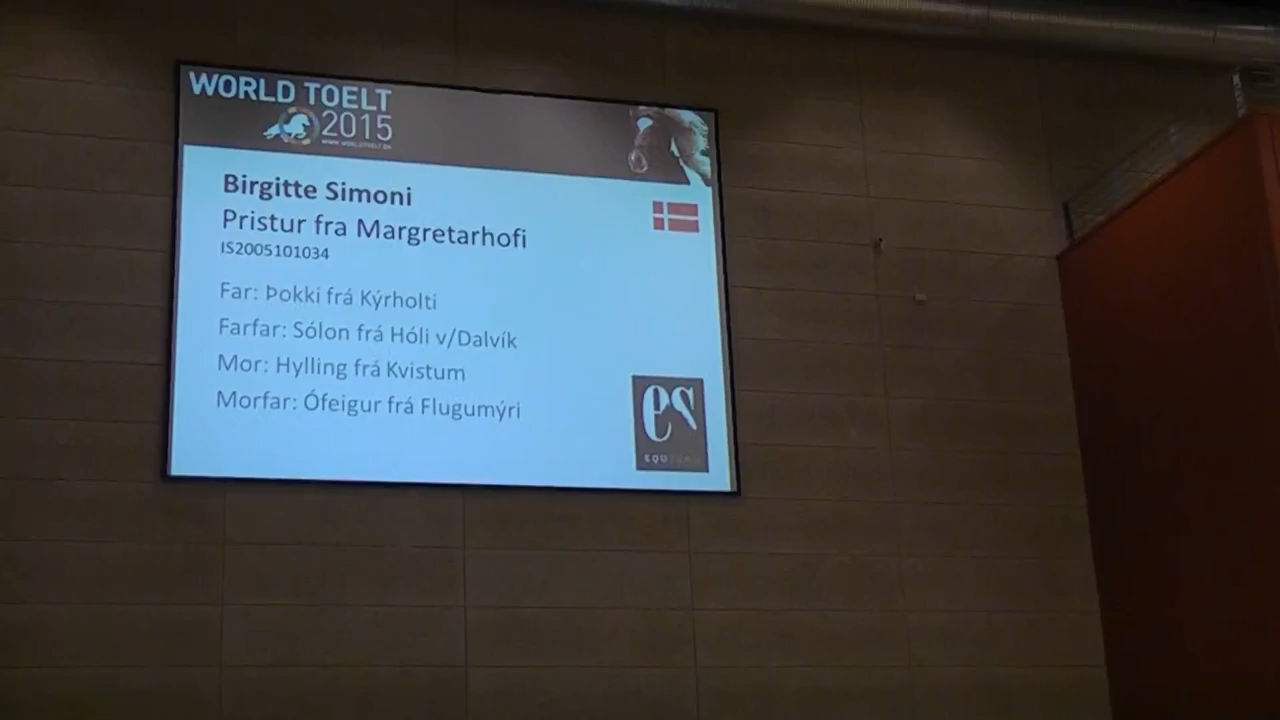 WORLD TOELT
2015
WWW.WORLDTOELT.DK
Birgitte Simoni
Pristur fra Margretarhofi
IS2005101034
Far: Þokki frá Kýrholti
Farfar: Sólon frá Hóli v/Dalvík
Mor: Hylling frá Kvistum
Morfar: Ófeigur frá Flugumýri
es